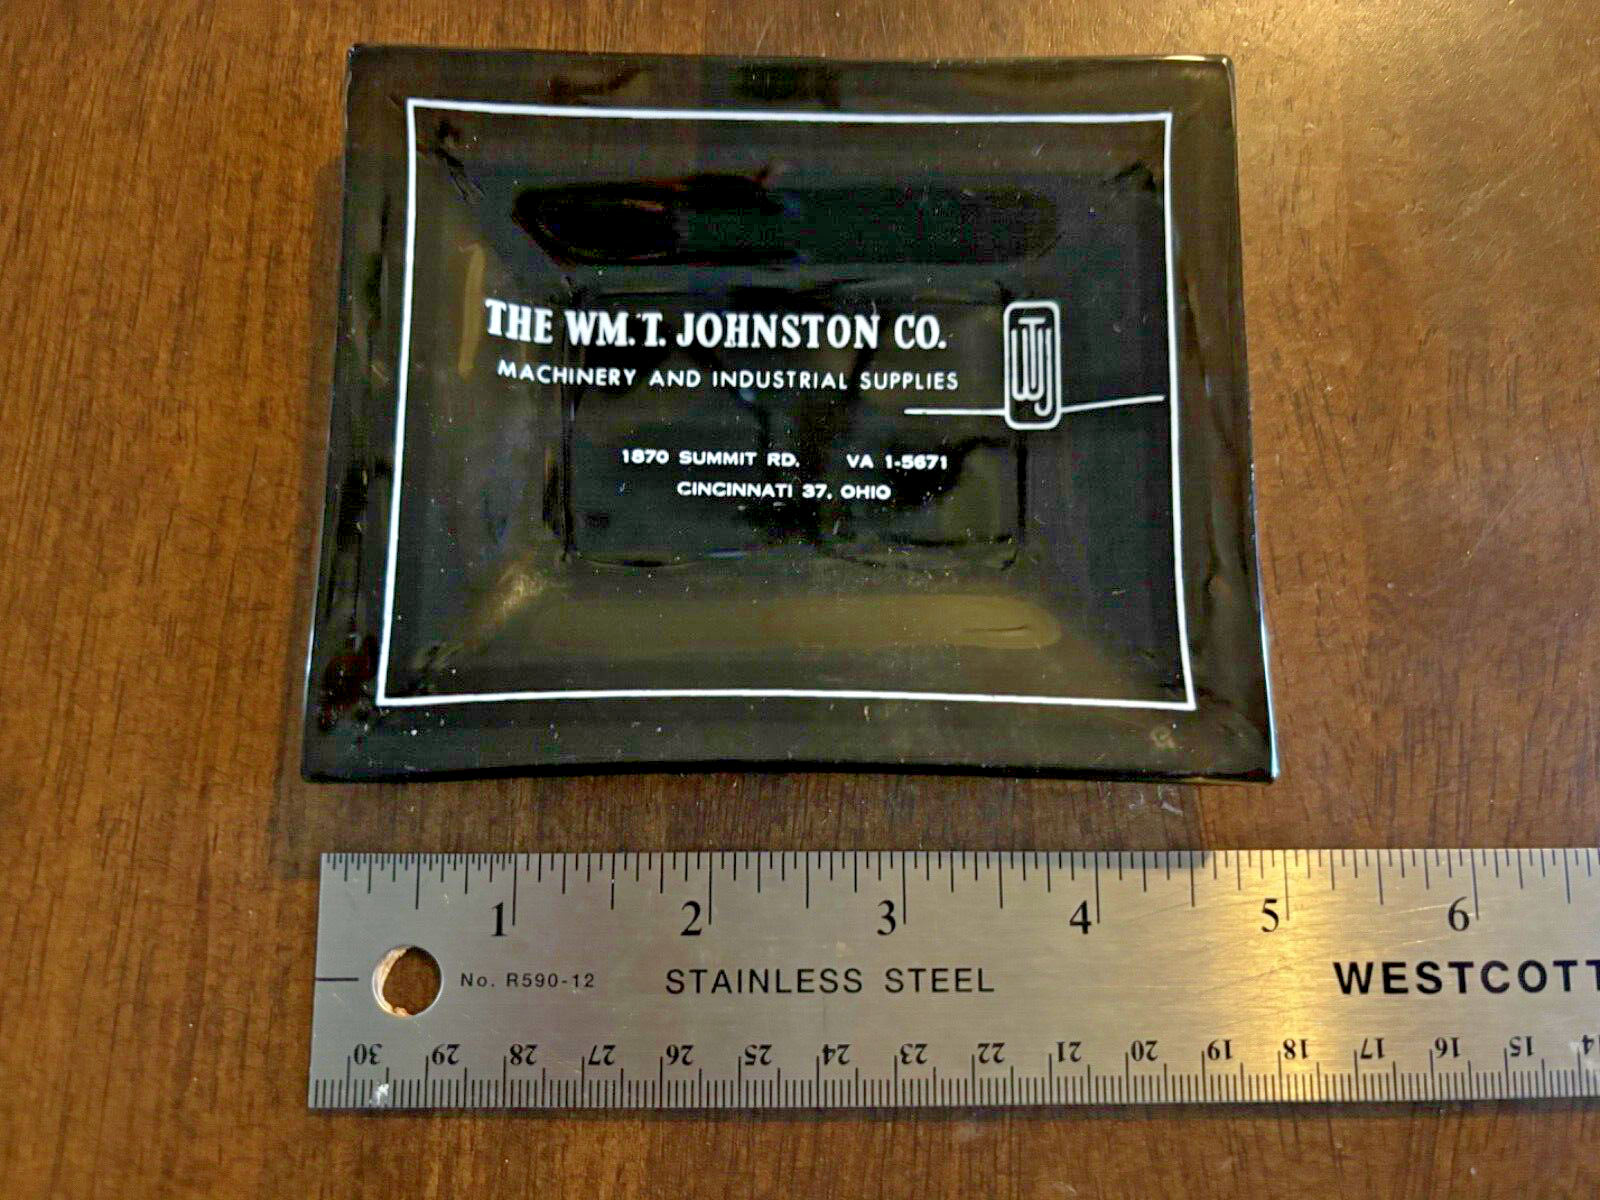 THE WM. T. JOHNSTON CO.
WTJ
MACHINERY AND INDUSTRIAL SUPPLIES
1870 SUMMIT RD. VA 1-5671
CINCINNATI 37, OHIO
1 2 3 4 5 6
No. R590-12 STAINLESS STEEL WESTCOTT
30 29 28 27 26 25 24 23 22 21 20 19 18 17 16 15 14